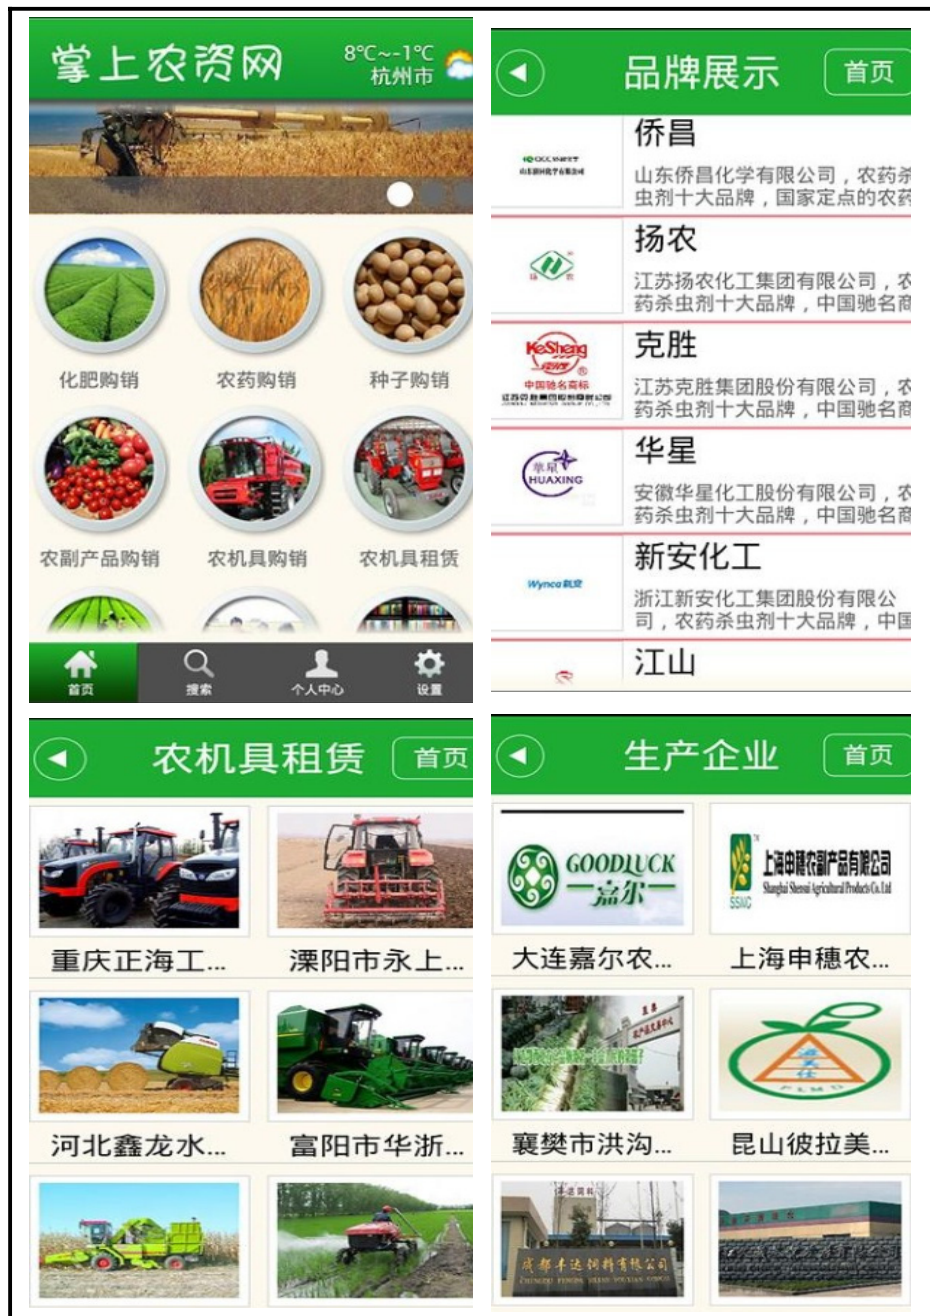 掌上农资网
8°C~-1°C
杭州市
化肥购销
农药购销
种子购销
农副产品购销
农机具购销
农机具租赁
首页
搜索
个人中心
设置
品牌展示
首页
侨昌
山东侨昌化学有限公司，农药杀
虫剂十大品牌，国家定点的农药
扬农
扬 农
江苏扬农化工集团有限公司，农
药杀虫剂十大品牌，中国驰名商
KeSheng
克胜
®
中国驰名商标
克胜
江苏克胜集团股份有限公司，农
药杀虫剂十大品牌，中国驰名商
華星
HUAXING
华星
安徽华星化工股份有限公司，农
药杀虫剂十大品牌，中国驰名商
Wynca 新安
新安化工
浙江新安化工集团股份有限公
司，农药杀虫剂十大品牌，中国
江山
农机具租赁
首页
重庆正海工...
溧阳市永上...
河北鑫龙水...
富阳市华浙...
生产企业
首页
GOODLUCK
嘉尔
大连嘉尔农...
TM
SSNC
上海申穗农副产品有限公司
Shanghai Shensui Agricultural Products Co. Ltd
上海申穗农...
襄樊市洪沟...
PLMD
昆山彼拉美...
丰达饲料
成都丰达饲料有限公司